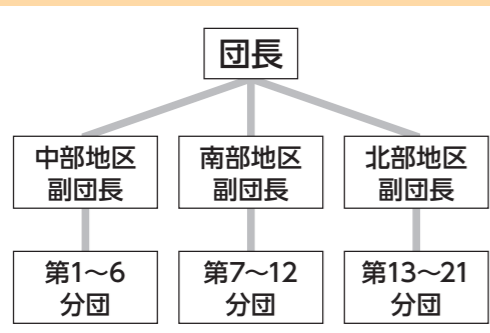 団長
中部地区
副団長
南部地区
副団長
北部地区
副団長
第1〜6
分団
第7〜12
分団
第13〜21
分団